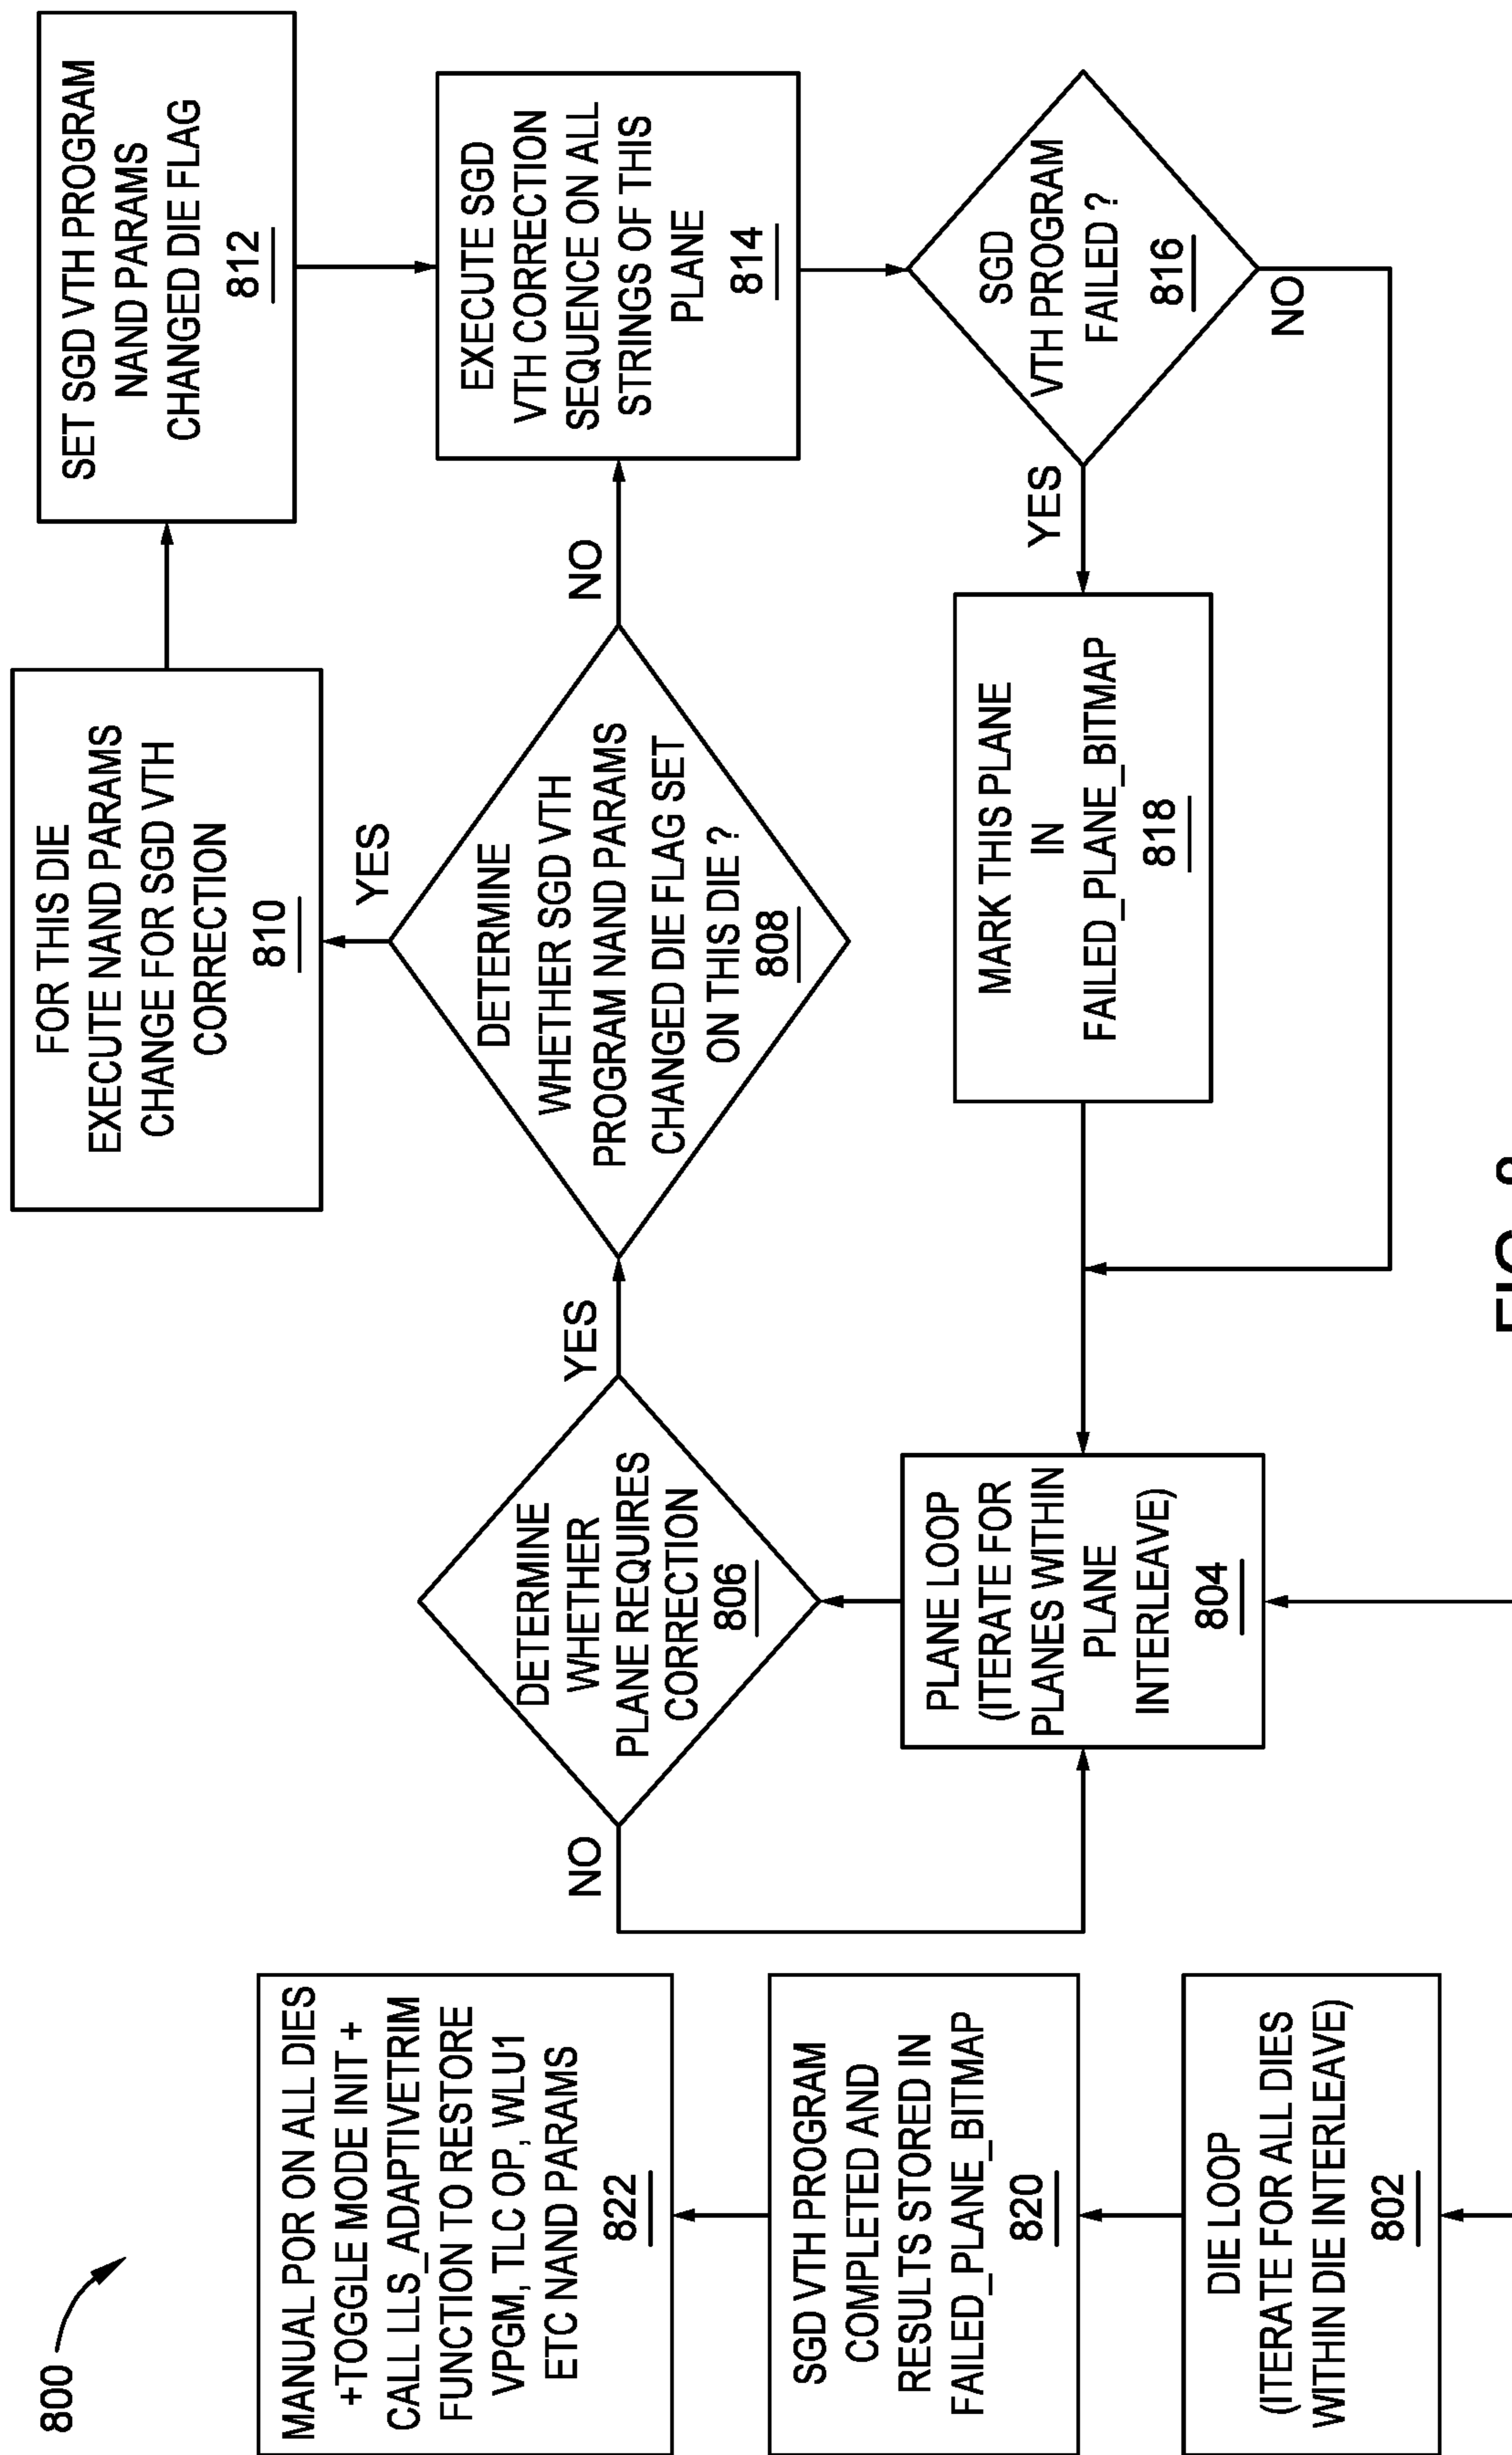 800
MANUAL POR ON ALL DIES
+TOGGLE MODE INIT +
CALL LLS_ADAPTIVETRIM
FUNCTION TO RESTORE
VPGM, TLC OP, WLU1
ETC NAND PARAMS
822
SGD VTH PROGRAM
COMPLETED AND
RESULTS STORED IN
FAILED_PLANE_BITMAP
820
DIE LOOP
(ITERATE FOR ALL DIES
WITHIN DIE INTERLEAVE)
802
PLANE LOOP
(ITERATE FOR
PLANES WITHIN
PLANE
INTERLEAVE)
804
DETERMINE
WHETHER
PLANE REQUIRES
CORRECTION
806
NO
YES
DETERMINE
WHETHER SGD VTH
PROGRAM NAND PARAMS
CHANGED DIE FLAG SET
ON THIS DIE ?
808
YES
NO
FOR THIS DIE
EXECUTE NAND PARAMS
CHANGE FOR SGD VTH
CORRECTION
810
SET SGD VTH PROGRAM
NAND PARAMS
CHANGED DIE FLAG
812
EXECUTE SGD
VTH CORRECTION
SEQUENCE ON ALL
STRINGS OF THIS
PLANE
814
SGD
VTH PROGRAM
FAILED ?
816
YES
NO
MARK THIS PLANE
IN
FAILED_PLANE_BITMAP
818